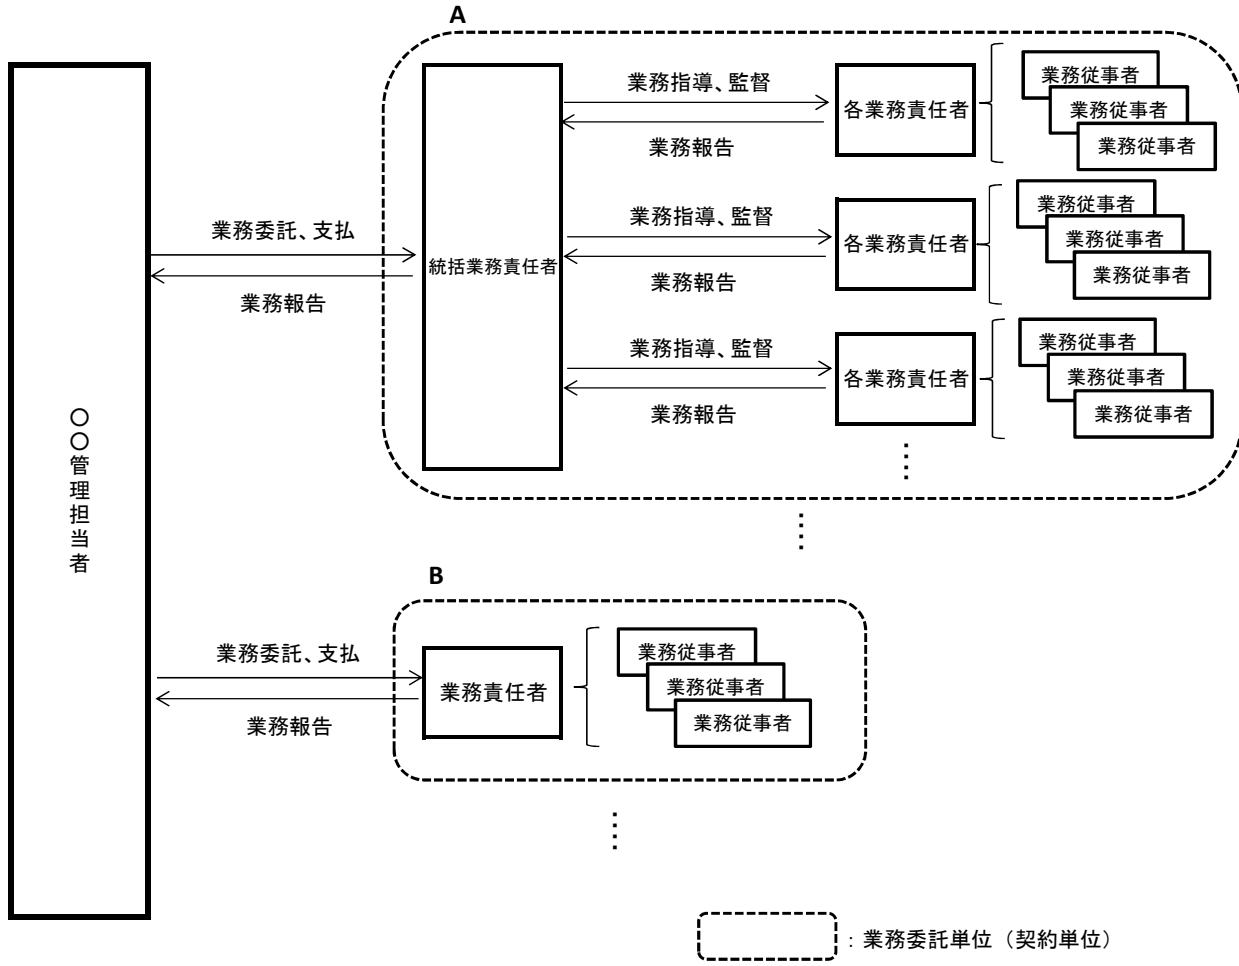 A
業務指導、監督
業務報告
各業務責任者
業務従事者
業務従事者
業務従事者
業務委託、支払
業務報告
統括業務責任者
業務指導、監督
業務報告
各業務責任者
業務従事者
業務従事者
業務従事者
業務指導、監督
業務報告
各業務責任者
業務従事者
業務従事者
業務従事者
〇〇管理担当者
B
業務委託、支払
業務報告
業務責任者
業務従事者
業務従事者
業務従事者
:業務委託単位(契約単位)